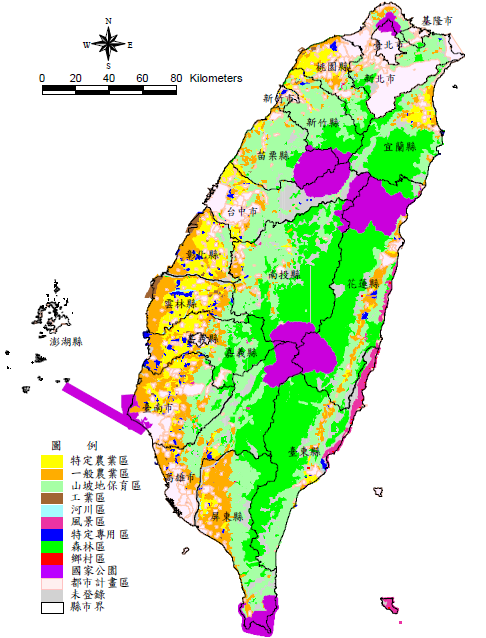 N
W E
S
0 20 40 60 80 Kilometers
基隆市
臺北市
桃園縣
新北市
新竹市
新竹縣
宜蘭縣
苗栗縣
台中市
彰化縣
南投縣
花蓮縣
雲林縣
嘉義縣
嘉義縣
澎湖縣
臺南市
臺東縣
高雄市
屏東縣
圖 例
特定農業區
一般農業區
山坡地保育區
工業區
河川區
風景區
特定專用區
森林區
鄉村區
國家公園
都市計畫區
未登錄
縣市界